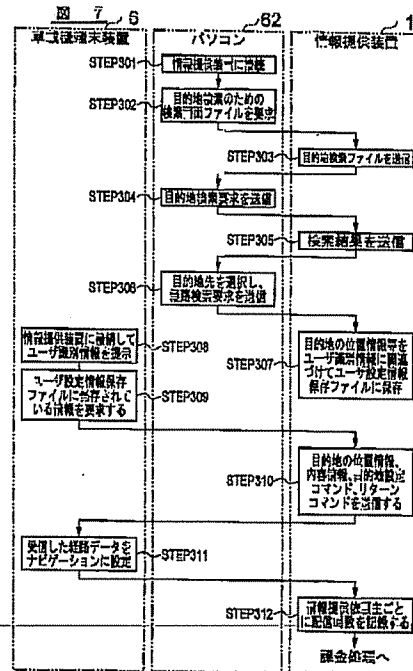 図 7
6
62
1
車載機端末装置
パソコン
情報提供装置
STEP301
情報提供装置に接続
STEP302
目的地検索のための
検索画面ファイルを要求
STEP303
目的地検索ファイルを送信
STEP304
目的地検索要求を送信
STEP305
検索結果を送信
STEP306
目的地先を選択し、
経路検索要求を送信
STEP307
目的地の位置情報等を
ユーザ識別情報に関連
づけてユーザ設定情報
保存ファイルに保存
情報提供装置に接続して
ユーザ識別情報を提示
STEP308
ユーザ設定情報保存
ファイルに保存されて
いる情報を要求する
STEP309
STEP310
目的地の位置情報、
内容情報、目的地設定
コマンド、リターン
コマンドを送信する
受信した経路データを
ナビゲーションに設定
STEP311
STEP312
情報提供依頼主ごと
に配信回数を記録する
課金処理へ